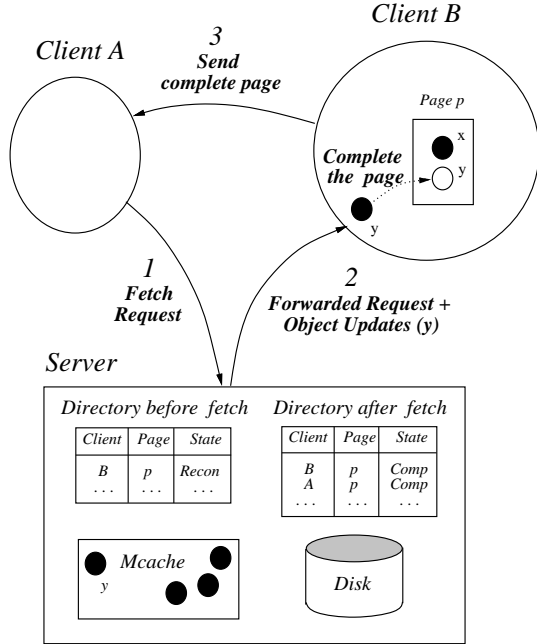 Client B
Client A
3
Send
complete page
Page p
x
y
Complete
the page
y
1
Fetch
Request
2
Forwarded Request +
Object Updates (y)
Server
Directory before fetch
Client Page State
B p Recon
. . . . . . . . .
Directory after fetch
Client Page State
B p Comp
A p Comp
. . . . . . . . .
Mcache
y
Disk